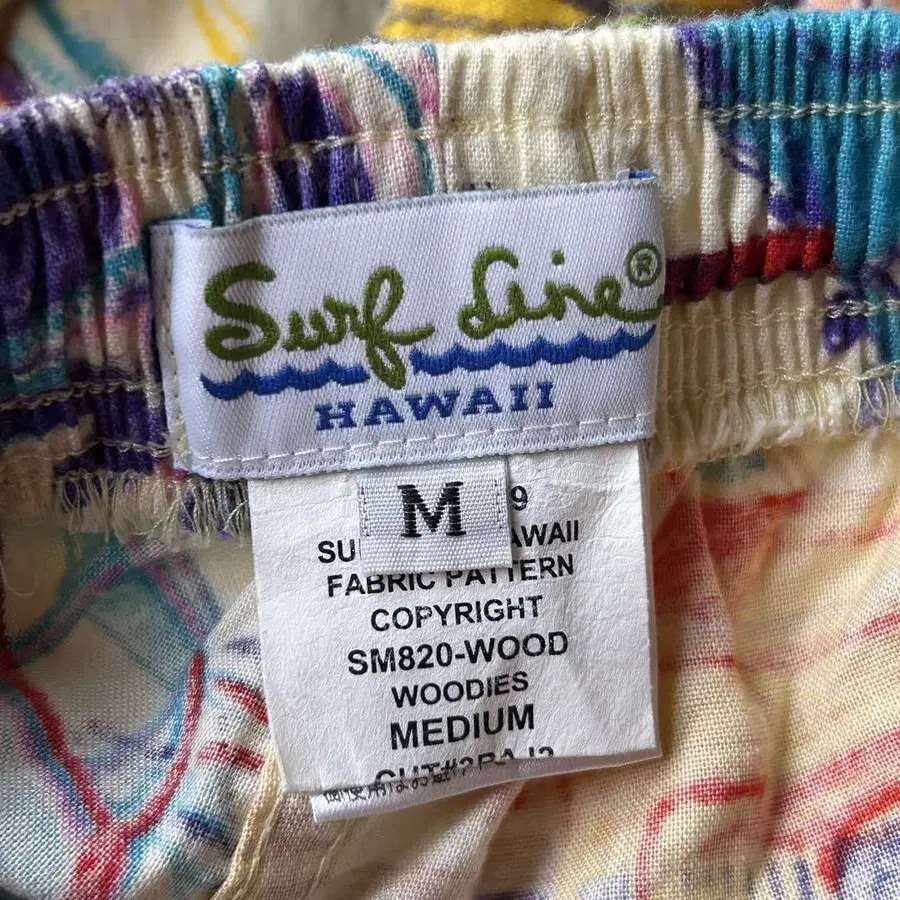 Surf Line®
HAWAII
M
9
SU AWAII
FABRIC PATTERN
COPYRIGHT
SM820-WOOD
WOODIES
MEDIUM